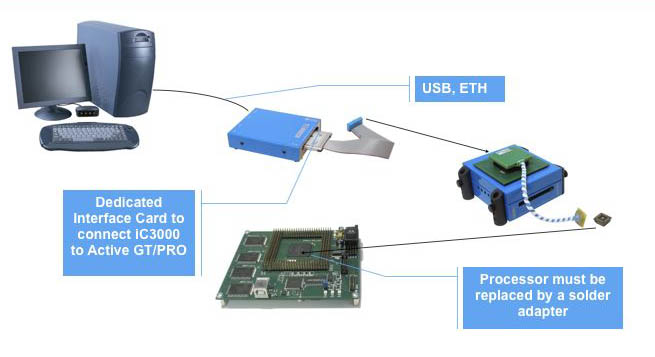 USB, ETH
Dedicated
Interface Card to
connect iC3000
to Active GT/PRO
Processor must be
replaced by a solder
adapter